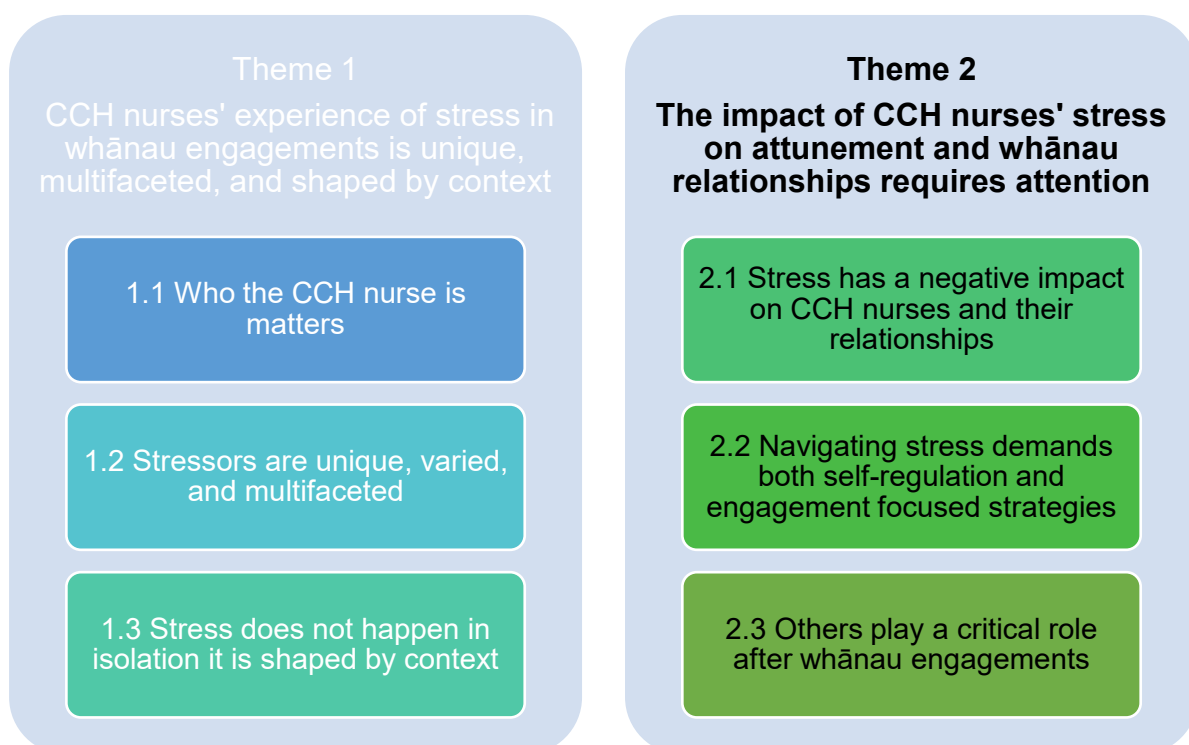 Theme 1
CCH nurses' experience of stress in
whānau engagements is unique,
multifaceted, and shaped by context
1.1 Who the CCH nurse is
matters
1.2 Stressors are unique, varied,
and multifaceted
1.3 Stress does not happen in
isolation it is shaped by context
Theme 2
The impact of CCH nurses' stress
on attunement and whānau
relationships requires attention
2.1 Stress has a negative impact
on CCH nurses and their
relationships
2.2 Navigating stress demands
both self-regulation and
engagement focused strategies
2.3 Others play a critical role
after whānau engagements